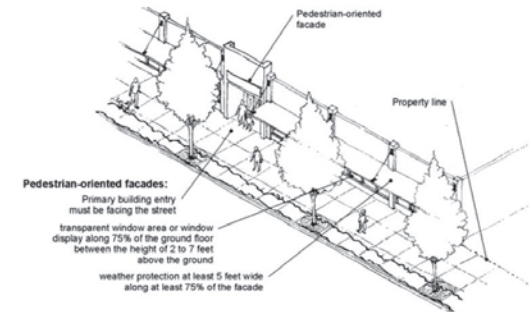 Pedestrian-oriented
facade
Property line
Pedestrian-oriented facades:
Primary building entry
must be facing the street
transparent window area or window
display along 75% of the ground floor
between the height of 2 to 7 feet
above the ground
weather protection at least 5 feet wide
along at least 75% of the facade